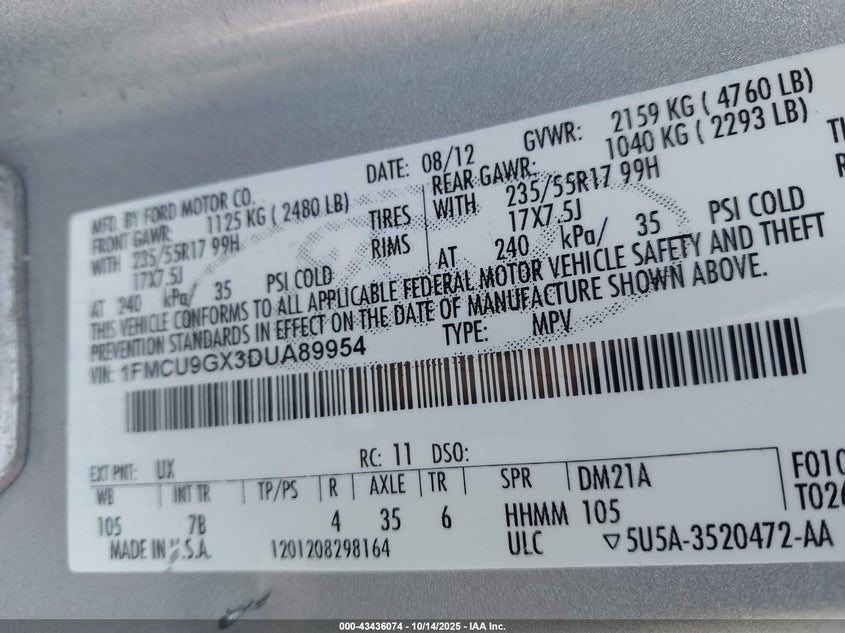 MFD. BY FORD MOTOR CO.
DATE: 08/12
GVWR: 2159 KG ( 4760 LB)
FRONT GAWR: 1125 KG ( 2480 LB)
REAR GAWR: 1040 KG ( 2293 LB)
WITH 235/55R17 99H TIRES WITH 235/55R17 99H
17X7.5J RIMS 17X7.5J
AT 240 kPa/ 35 PSI COLD AT 240 kPa/ 35 PSI COLD
THIS VEHICLE CONFORMS TO ALL APPLICABLE FEDERAL MOTOR VEHICLE SAFETY AND THEFT
PREVENTION STANDARDS IN EFFECT ON THE DATE OF MANUFACTURE SHOWN ABOVE.
VIN: 1FMCU9GX3DUA89954 TYPE: MPV
EXT PNT: UX RC: 11 DSO:
WB INT TR TP/PS R AXLE TR SPR DM21A F010
105 7B 4 35 6 HHMM 105
MADE IN U.S.A. 1201208298164 ULC ▽5U5A-3520472-AA
000-43436074 | 10/14/2025 - IAA Inc.